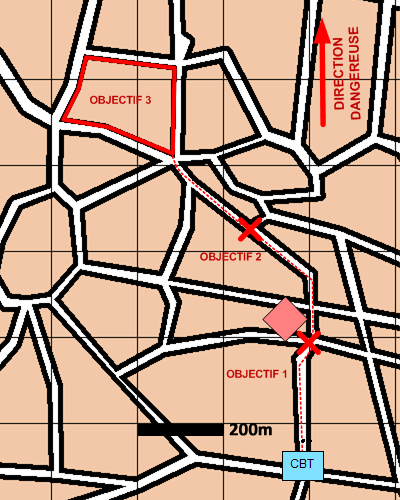 DIRECTION
DANGEREUSE
OBJECTIF 3
OBJECTIF 2
OBJECTIF 1
200m
CBT